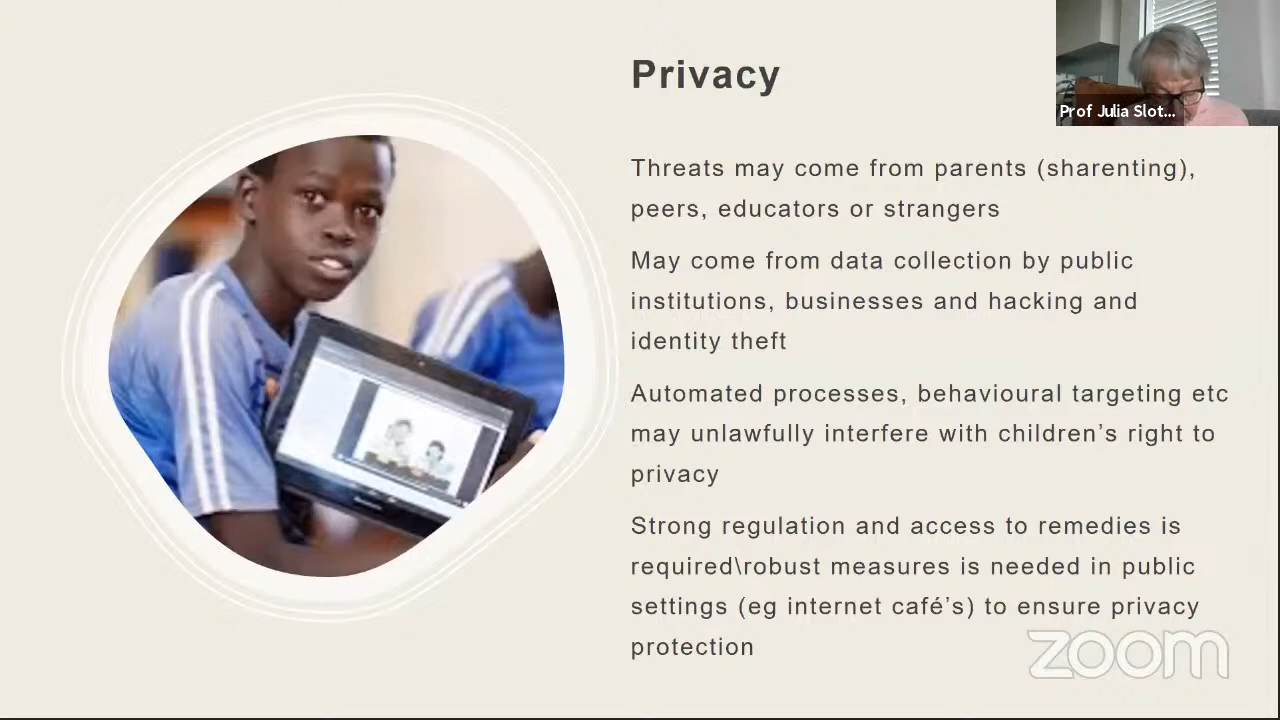 Privacy
Prof Julia Slot...
Threats may come from parents (sharenting),
peers, educators or strangers
May come from data collection by public
institutions, businesses and hacking and
identity theft
Automated processes, behavioural targeting etc
may unlawfully interfere with children’s right to
privacy
Strong regulation and access to remedies is
required\robust measures is needed in public
settings (eg internet café’s) to ensure privacy
protection
zoom